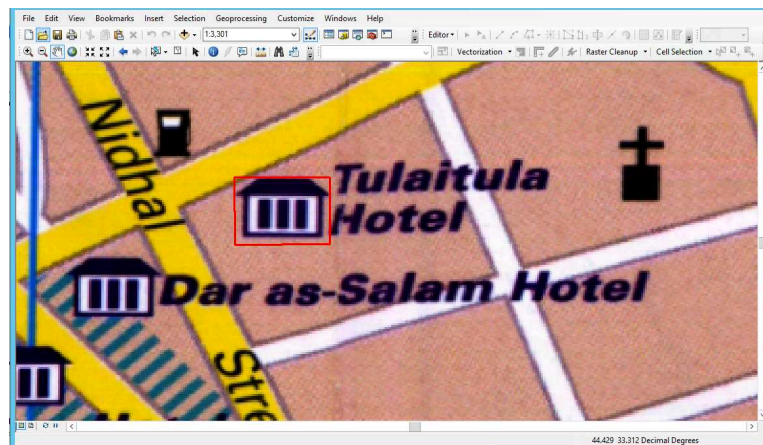 File Edit View Bookmarks Insert Selection Geoprocessing Customize Windows Help
1:3,301 Editor
Vectorization Raster Cleanup Cell Selection
Nidhal
Tulaitula
Hotel
Dar as-Salam Hotel
Stre
44.429 33.312 Decimal Degrees